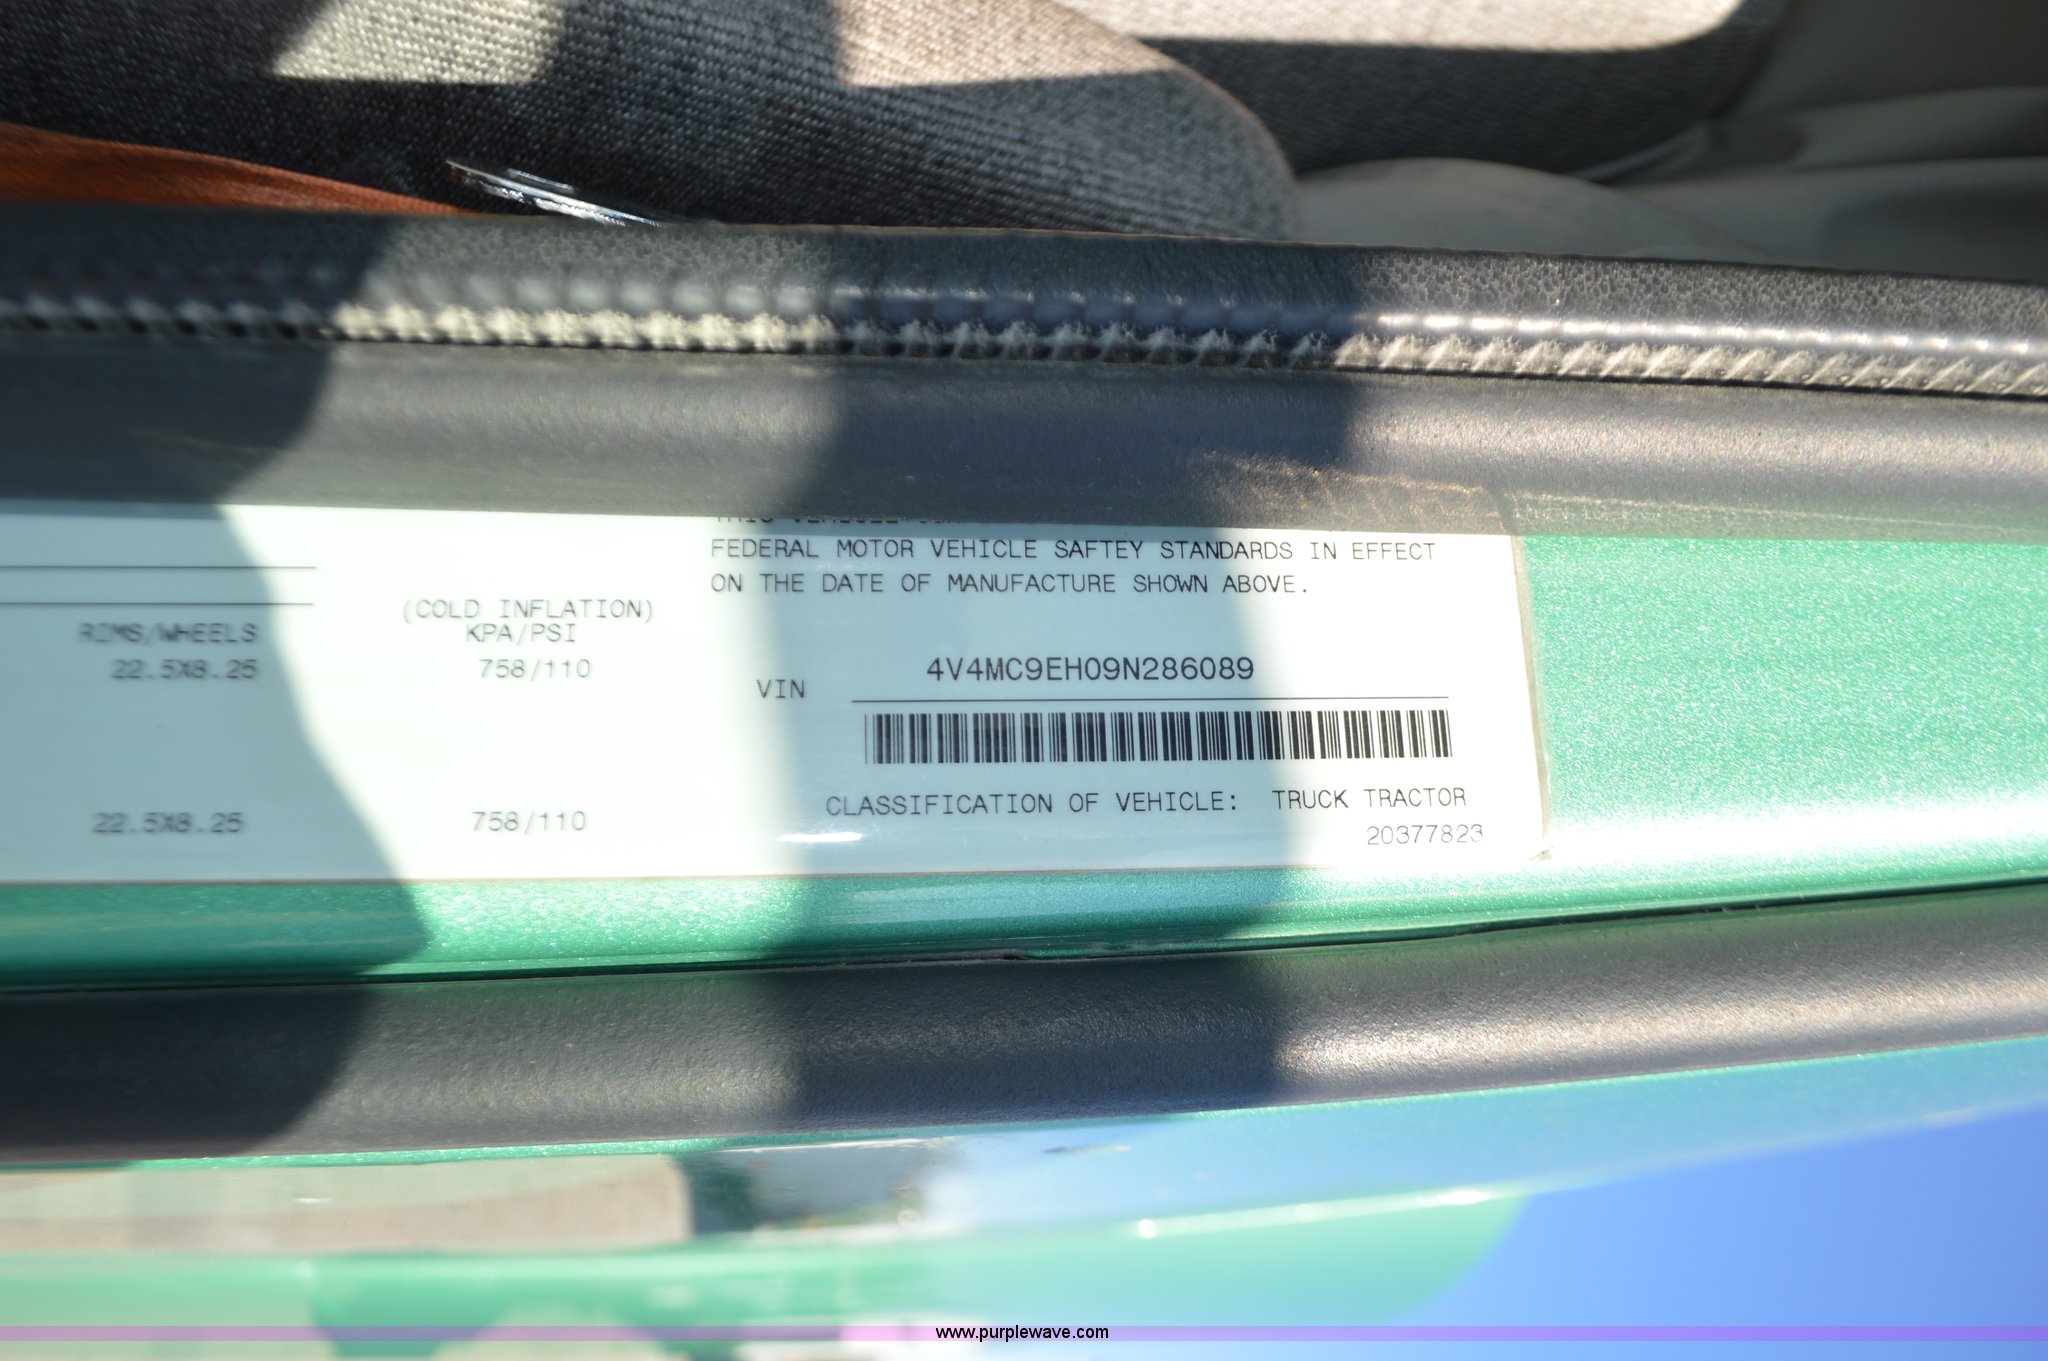 FEDERAL MOTOR VEHICLE SAFTEY STANDARDS IN EFFECT
ON THE DATE OF MANUFACTURE SHOWN ABOVE.
(COLD INFLATION)
RIMS/WHEELS KPA/PSI
22.5X8.25 758/110
VIN 4V4MC9EH09N286089
22.5X8.25 758/110
CLASSIFICATION OF VEHICLE: TRUCK TRACTOR
20377823
www.purplewave.com